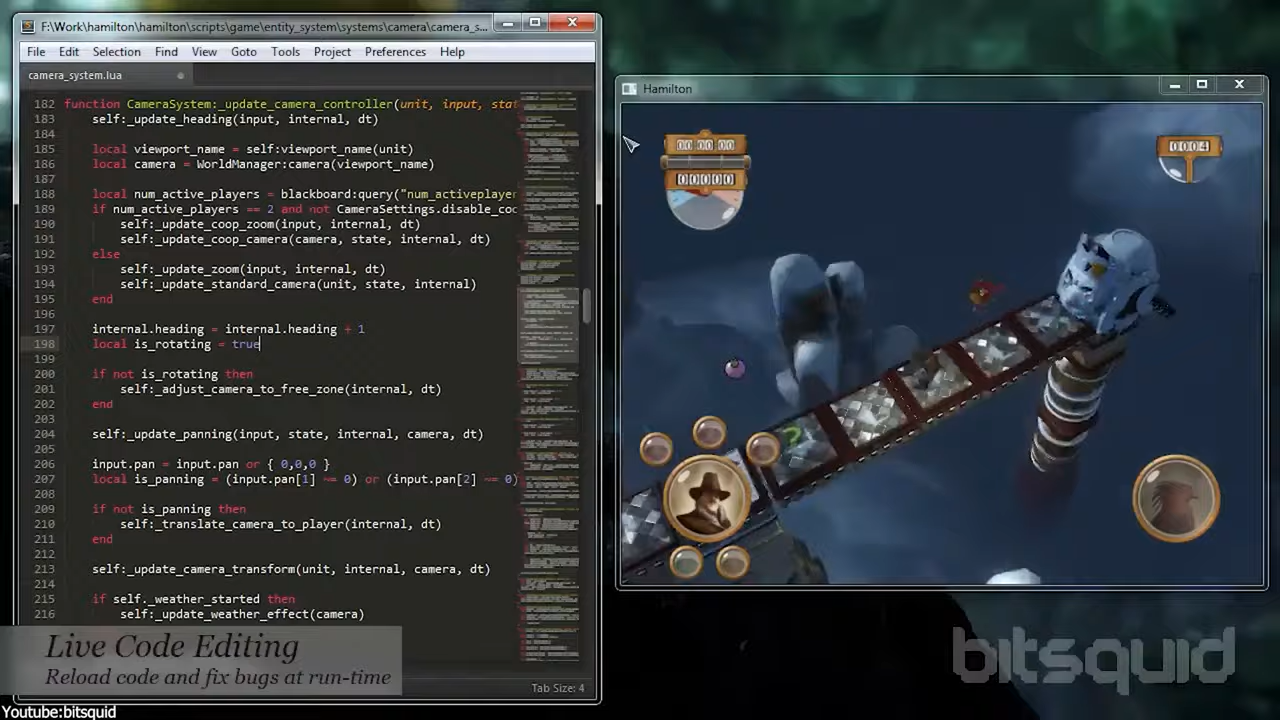 F:\Work\hamilton\hamilton\scripts\game\entity_system\systems\camera\camera_s...
File Edit Selection Find View Goto Tools Project Preferences Help
camera_system.lua
182 function CameraSystem:_update_camera_controller(unit, input, stat
183 self:_update_heading(input, internal, dt)
184
185 local viewport_name = self:viewport_name(unit)
186 local camera = WorldManager:camera(viewport_name)
187
188 local num_active_players = blackboard:query("num_activeplayer
189 if num_active_players == 2 and not CameraSettings.disable_coo
190 self:_update_coop_zoom(input, internal, dt)
191 self:_update_coop_camera(camera, state, internal, dt)
192 else
193 self:_update_zoom(input, internal, dt)
194 self:_update_standard_camera(unit, state, internal)
195 end
196
197 internal.heading = internal.heading + 1
198 local is_rotating = true
199
200 if not is_rotating then
201 self:_adjust_camera_to_free_zone(internal, dt)
202 end
203
204 self:_update_panning(input, state, internal, camera, dt)
205
206 input.pan = input.pan or { 0,0,0 }
207 local is_panning = (input.pan[1] ~= 0) or (input.pan[2] ~= 0)
208
209 if not is_panning then
210 self:_translate_camera_to_player(internal, dt)
211 end
212
213 self:_update_camera_transform(unit, internal, camera, dt)
214
215 if self._weather_started then
216 self:_update_weather_effect(camera)
Tab Size: 4
Live Code Editing
Reload code and fix bugs at run-time
Youtube:bitsquid
Hamilton
00:00:00
00000
0004
bitsquid